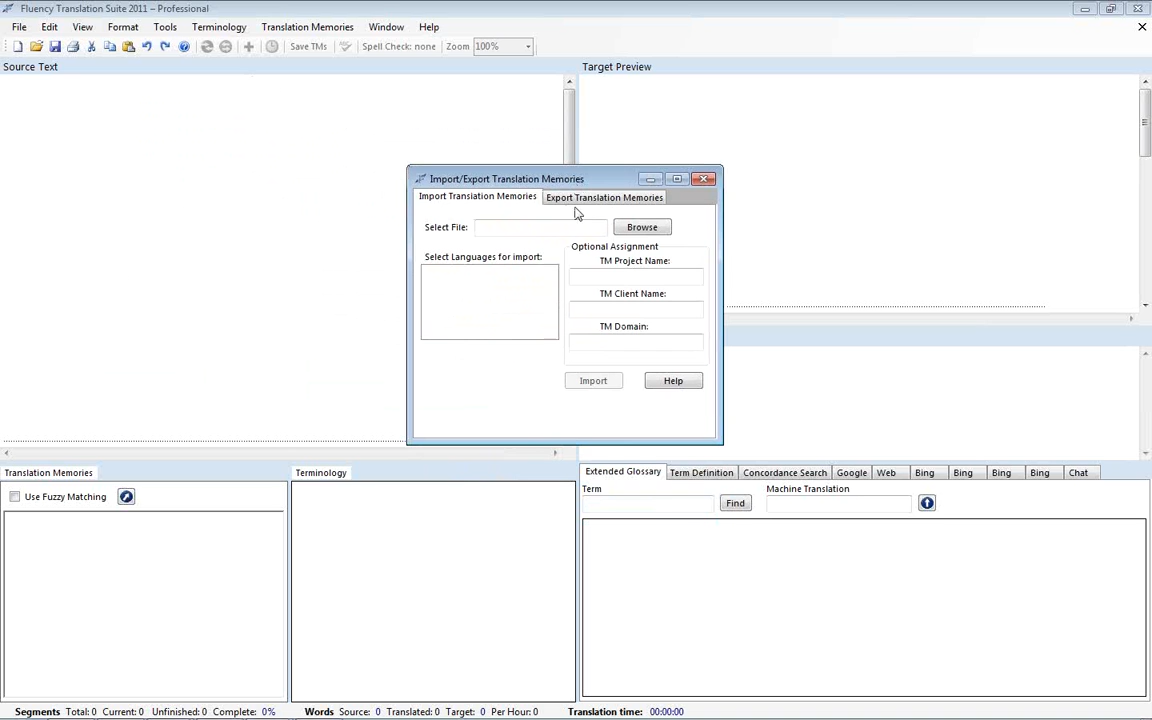 Fluency Translation Suite 2011 – Professional
File Edit View Format Tools Terminology Translation Memories Window Help
Save TMs Spell Check: none Zoom 100%
Source Text
Target Preview
Import/Export Translation Memories
Import Translation Memories Export Translation Memories
Select File: Browse
Select Languages for import:
Optional Assignment
TM Project Name:
TM Client Name:
TM Domain:
Import Help
Translation Memories
Use Fuzzy Matching
Terminology
Extended Glossary Term Definition Concordance Search Google Web Bing Bing Bing Bing Chat
Term Machine Translation
Find
Segments Total: 0 Current: 0 Unfinished: 0 Complete: 0% Words Source: 0 Translated: 0 Target: 0 Per Hour: 0 Translation time: 00:00:00